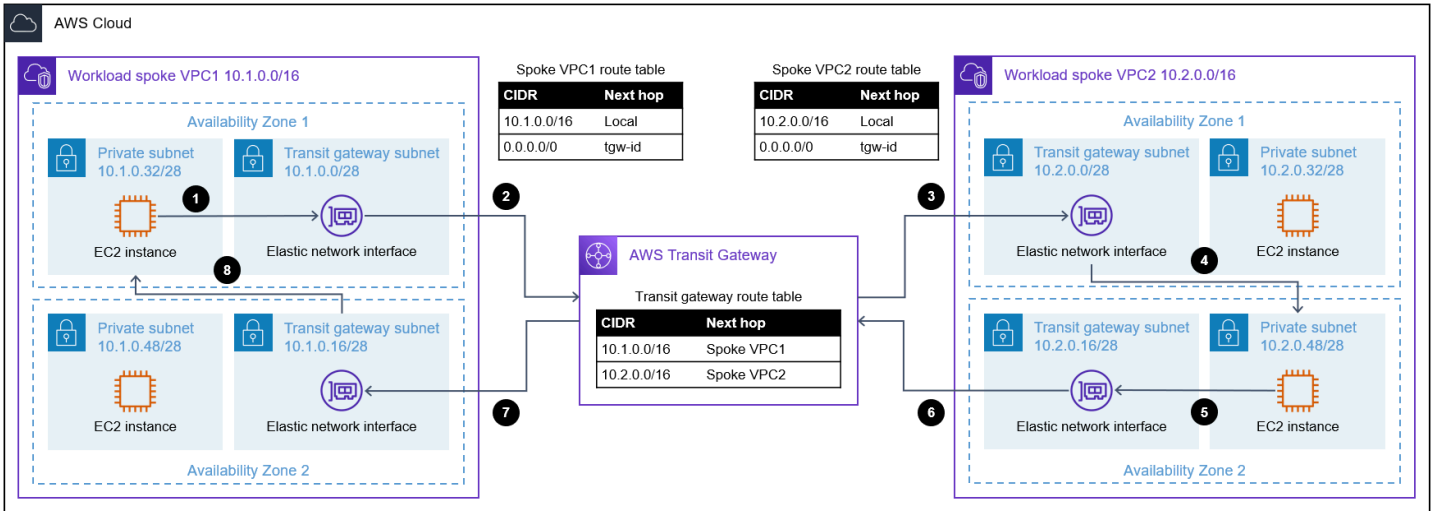 AWS Cloud
Workload spoke VPC1 10.1.0.0/16
Availability Zone 1
Private subnet
10.1.0.32/28
Transit gateway subnet
10.1.0.0/28
1
EC2 instance
Elastic network interface
8
Private subnet
10.1.0.48/28
Transit gateway subnet
10.1.0.16/28
EC2 instance
Elastic network interface
Availability Zone 2
Spoke VPC1 route table
CIDR Next hop
10.1.0.0/16 Local
0.0.0.0/0 tgw-id
Spoke VPC2 route table
CIDR Next hop
10.2.0.0/16 Local
0.0.0.0/0 tgw-id
2
3
AWS Transit Gateway
Transit gateway route table
CIDR Next hop
10.1.0.0/16 Spoke VPC1
10.2.0.0/16 Spoke VPC2
7
6
Workload spoke VPC2 10.2.0.0/16
Availability Zone 1
Transit gateway subnet
10.2.0.0/28
Private subnet
10.2.0.32/28
Elastic network interface
EC2 instance
4
Transit gateway subnet
10.2.0.16/28
Private subnet
10.2.0.48/28
5
Elastic network interface
EC2 instance
Availability Zone 2